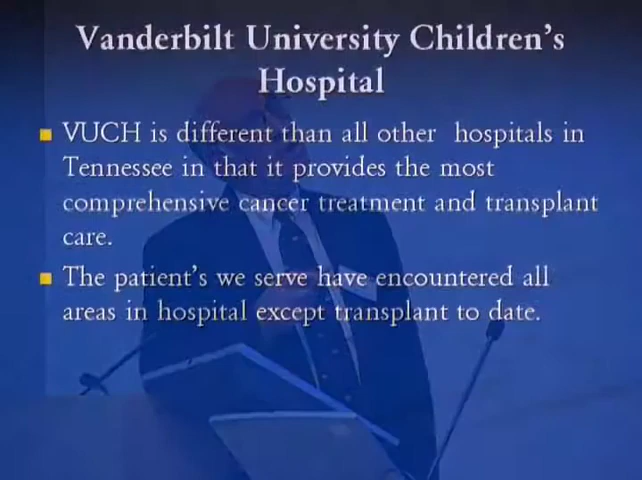 Vanderbilt University Children's
Hospital
VUCH is different than all other hospitals in
Tennessee in that it provides the most
comprehensive cancer treatment and transplant
care.
The patient's we serve have encountered all
areas in hospital except transplant to date.